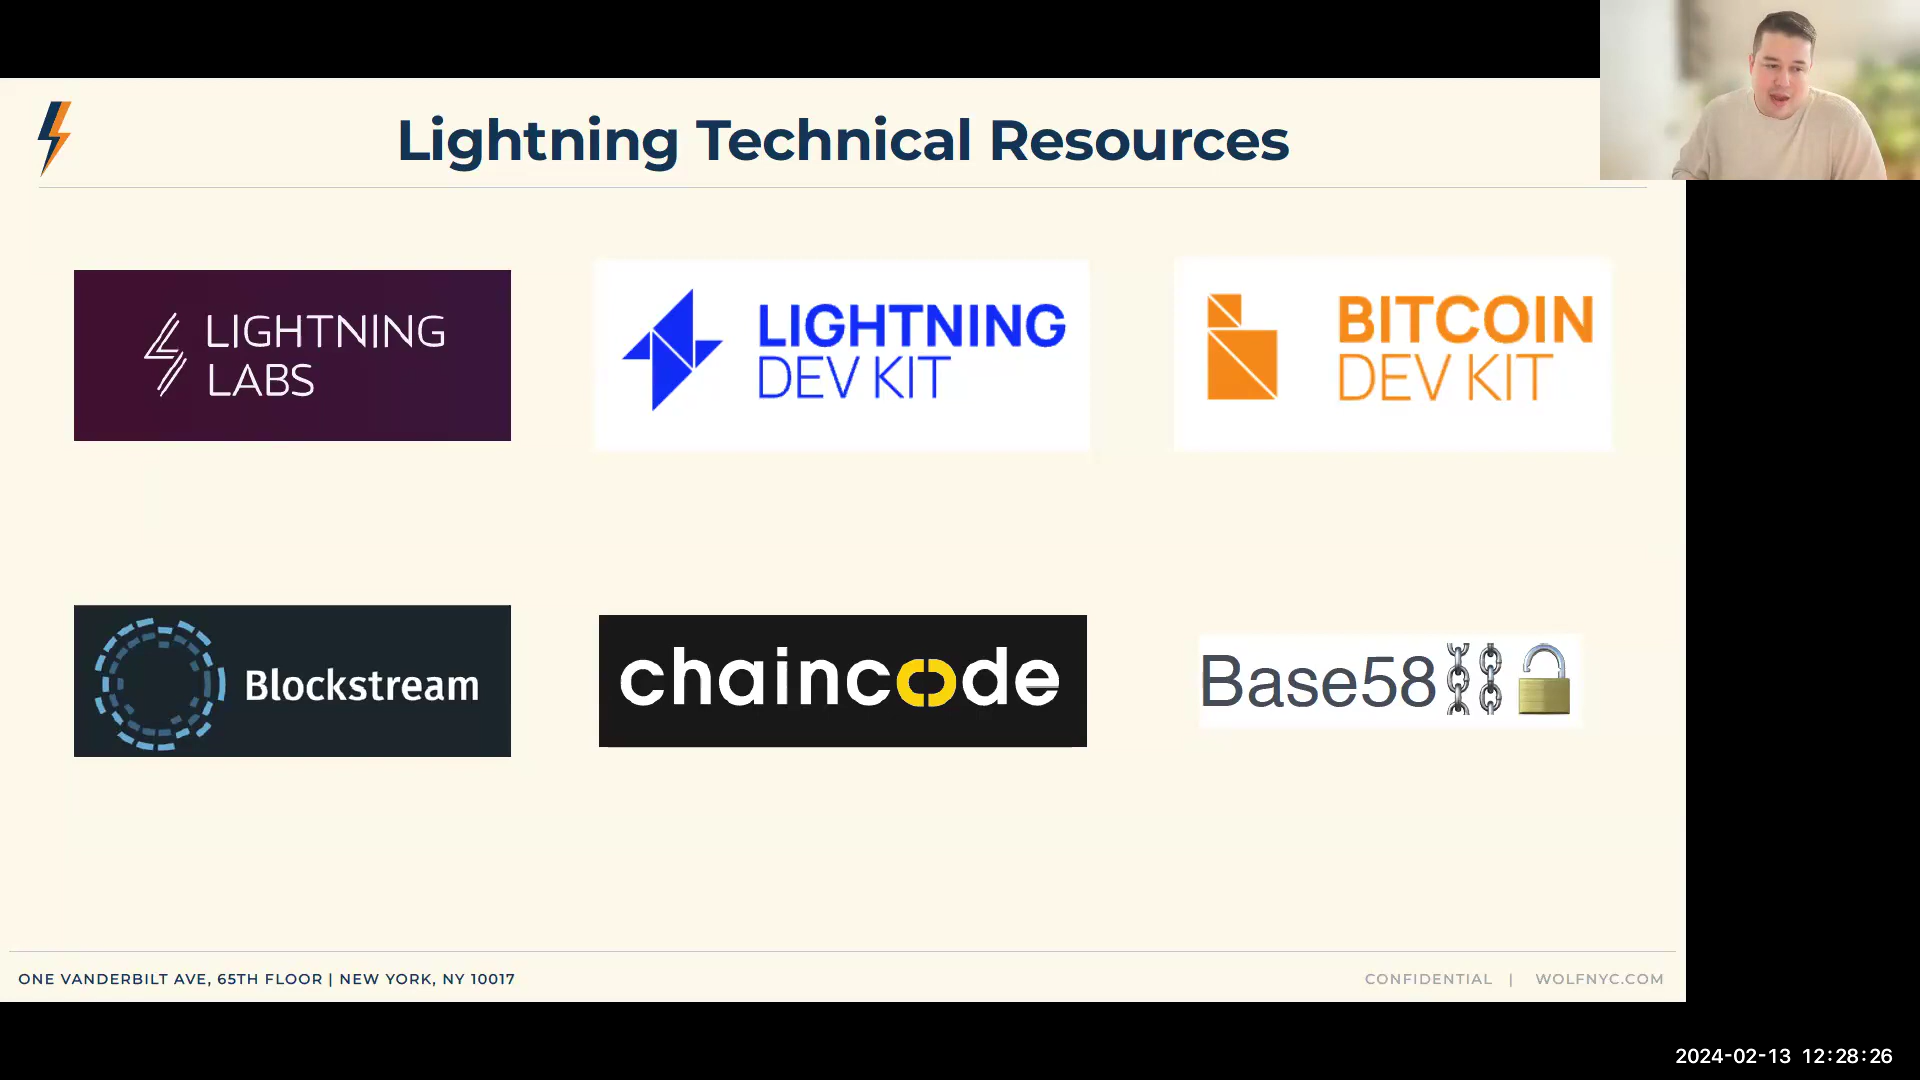 Lightning Technical Resources
LIGHTNING
LABS
LIGHTNING
DEV KIT
BITCOIN
DEV KIT
Blockstream
chaincode
Base58
ONE VANDERBILT AVE, 65TH FLOOR | NEW YORK, NY 10017
CONFIDENTIAL | WOLFNYC.COM
2024-02-13 12:28:26